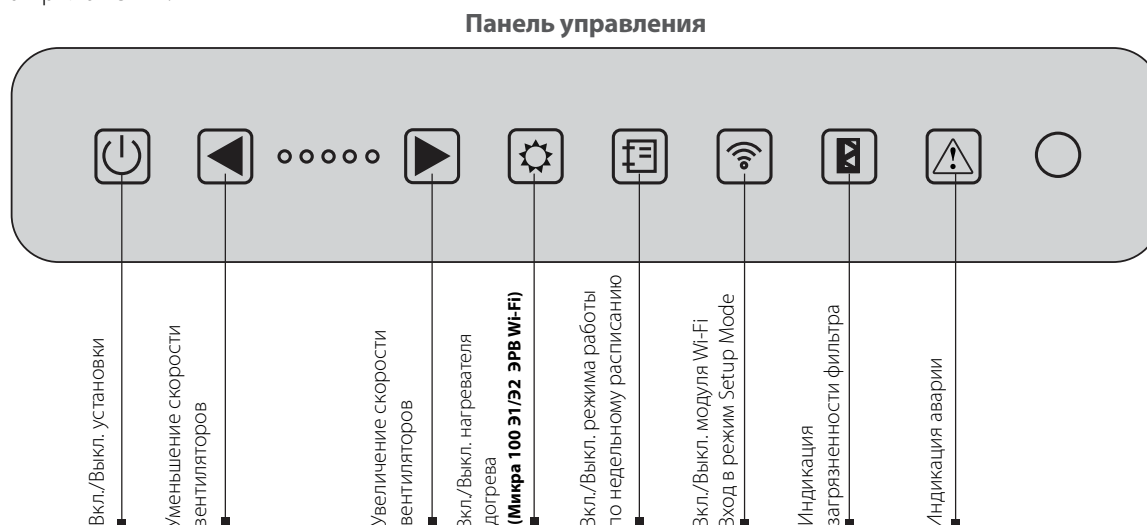 Панель управления
Вкл./Выкл. установки
Уменьшение скорости
вентиляторов
Увеличение скорости
вентиляторов
Вкл./Выкл. нагревателя
догрева
(Микра 100 Э1/Э2 ЭРВ Wi-Fi)
Вкл./Выкл. режима работы
по недельному расписанию
Вкл./Выкл. модуля Wi-Fi
Вход в режим Setup Mode
Индикация
загрязненности фильтра
Индикация аварии